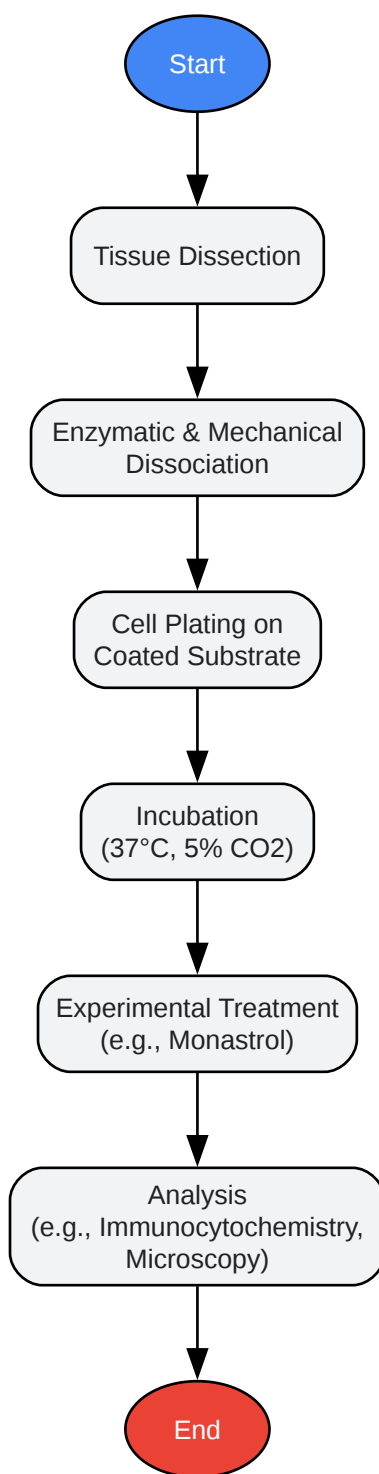 Start
Tissue Dissection
Enzymatic & Mechanical
Dissociation
Cell Plating on
Coated Substrate
Incubation
(37°C, 5% CO2)
Experimental Treatment
(e.g., Monastrol)
Analysis
(e.g., Immunocytochemistry,
Microscopy)
End